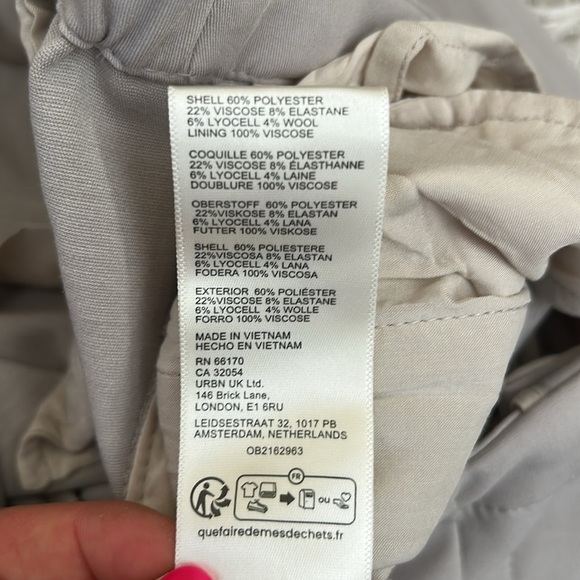 SHELL 60% POLYESTER
22% VISCOSE 8% ELASTANE
6% LYOCELL 4% WOOL
LINING 100% VISCOSE
COQUILLE 60% POLYESTER
22% VISCOSE 8% ÉLASTHANNE
6% LYOCELL 4% LAINE
DOUBLURE 100% VISCOSE
OBERSTOFF 60% POLYESTER
22%VISKOSE 8% ELASTAN
6% LYOCELL 4% LANA
FUTTER 100% VISKOSE
SHELL 60% POLIESTERE
22%VISCOSA 8% ELASTAN
6% LYOCELL 4% LANA
FODERA 100% VISCOSA
EXTERIOR 60% POLIÉSTER
22%VISCOSE 8% ELASTANE
6% LYOCELL 4% WOLLE
FORRO 100% VISCOSE
MADE IN VIETNAM
HECHO EN VIETNAM
RN 66170
CA 32054
URBN UK Ltd.
146 Brick Lane,
LONDON, E1 6RU
LEIDSESTRAAT 32, 1017 PB
AMSTERDAM, NETHERLANDS
OB2162963
FR
OU
quefairedemesdechets.fr